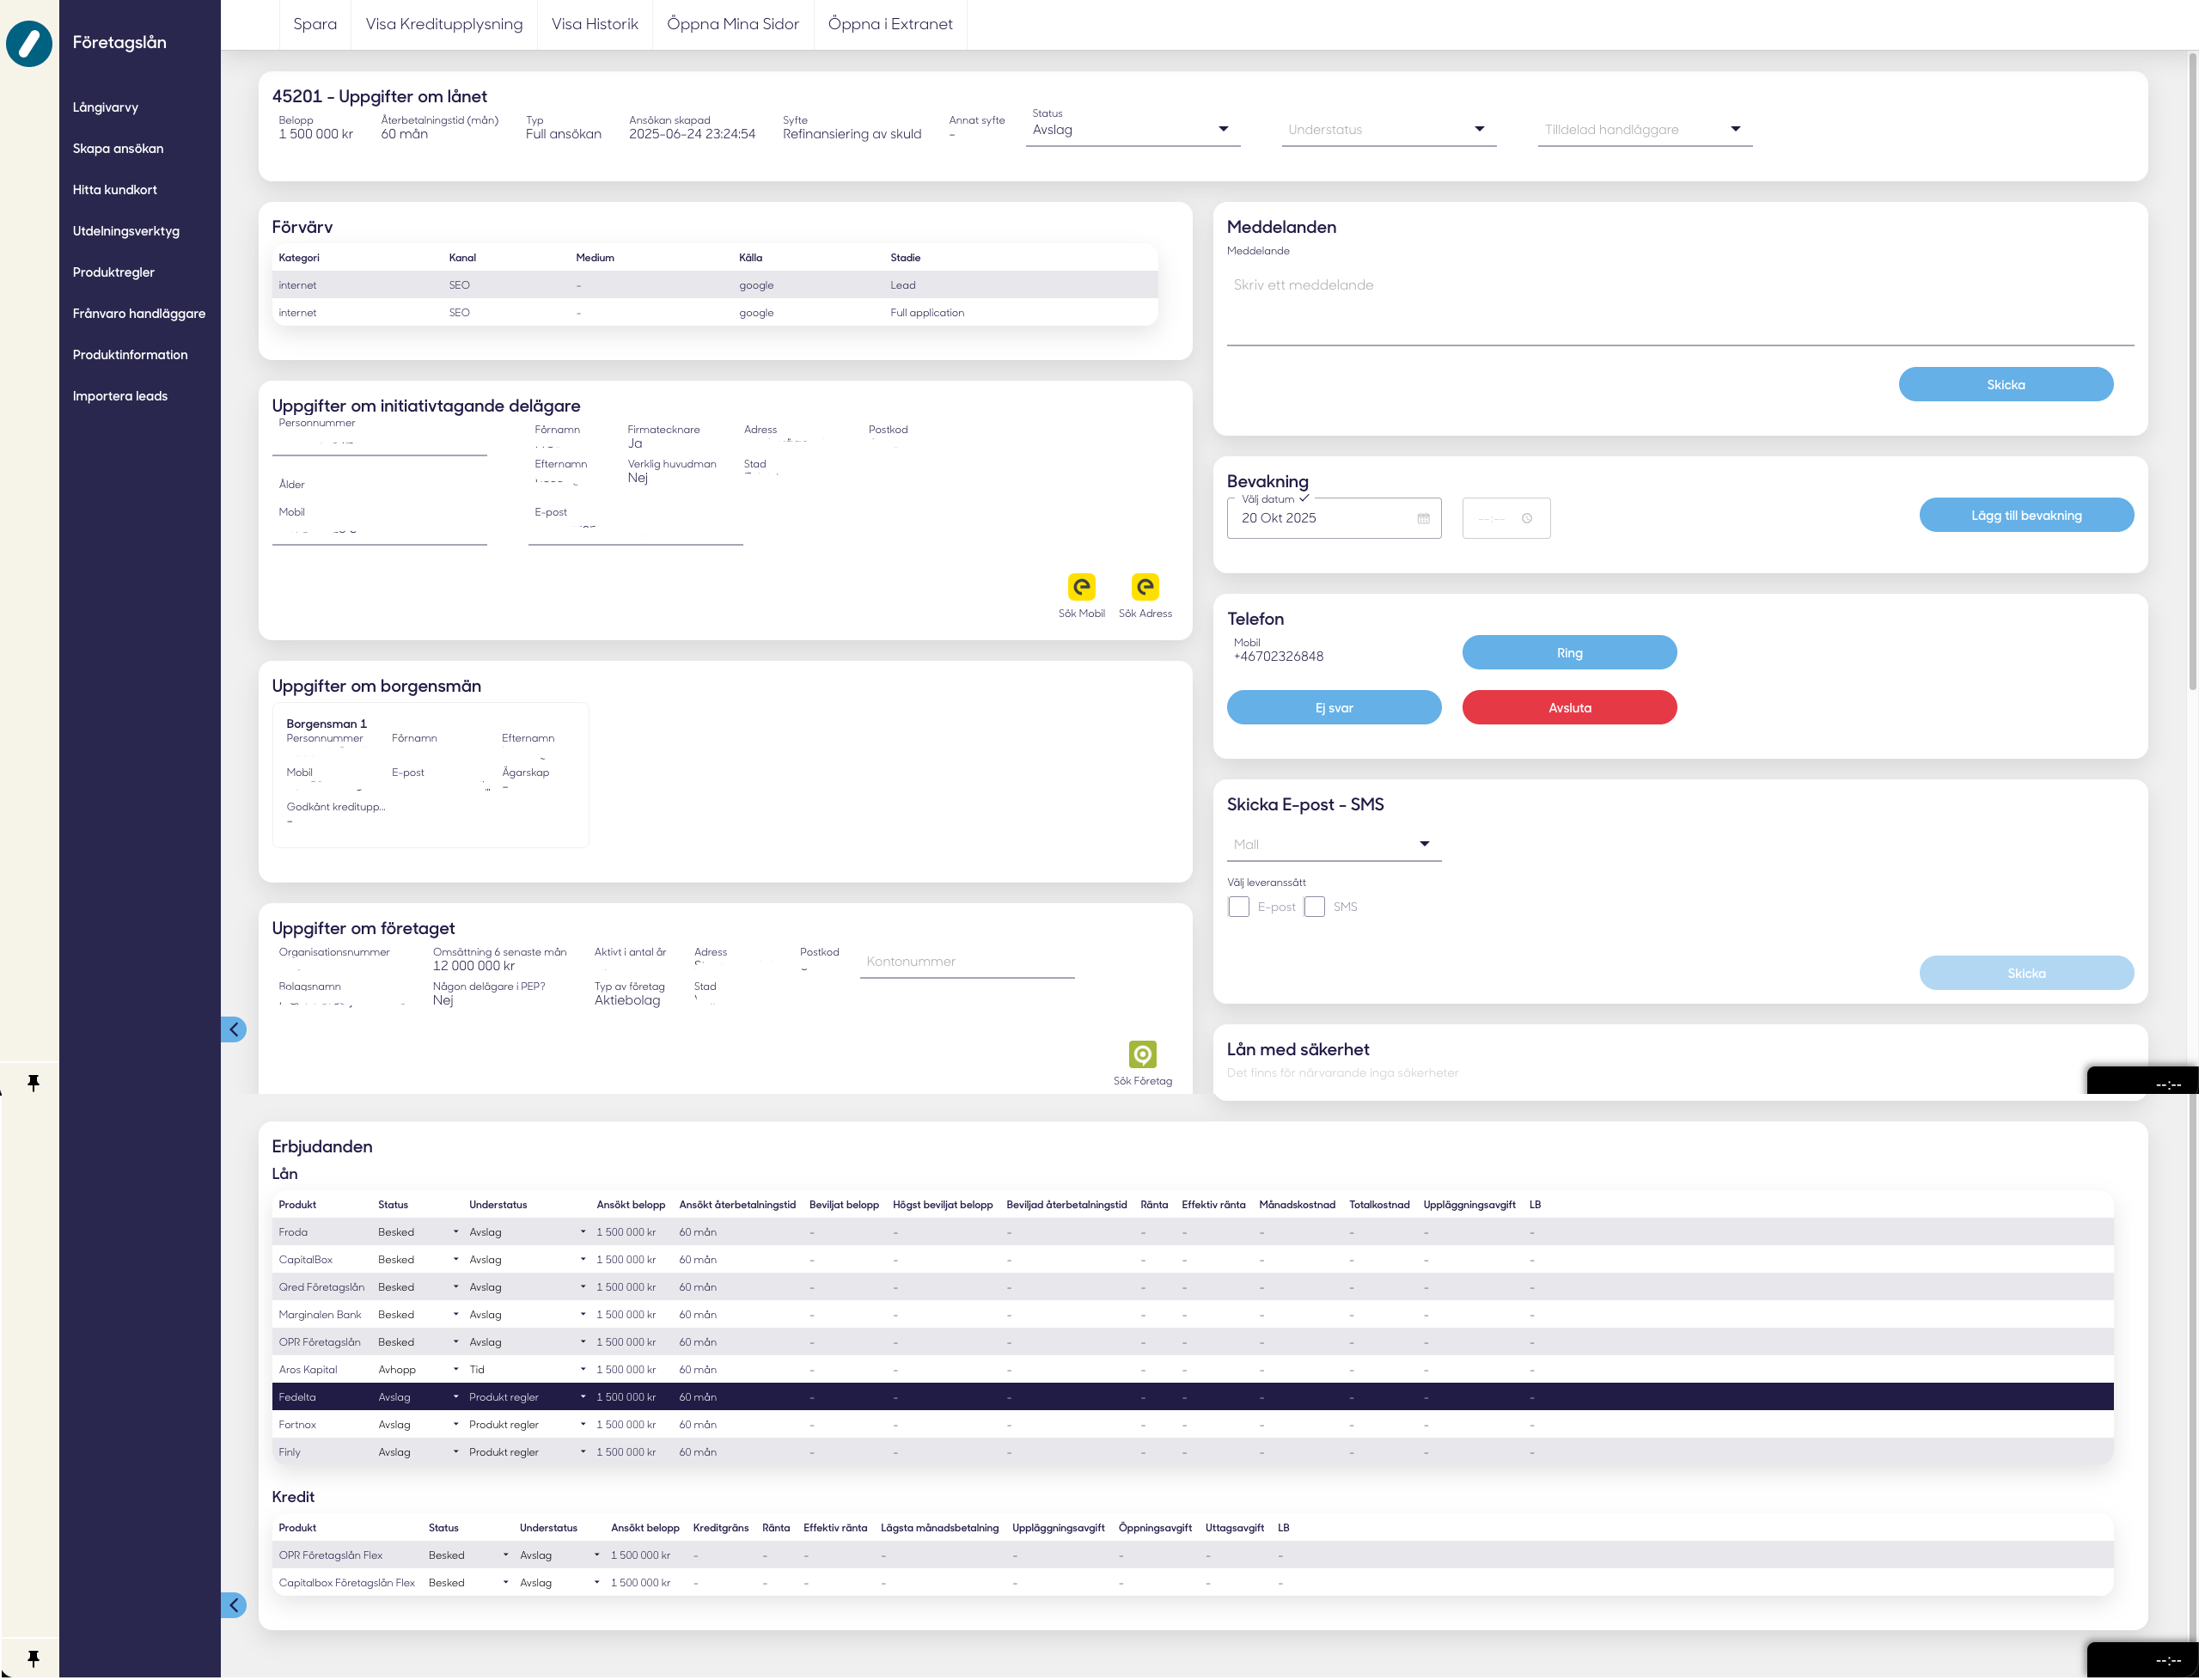 Företagslån
Långivarvy
Skapa ansökan
Hitta kundkort
Utdelningsverktyg
Produktregler
Frånvaro handläggare
Produktinformation
Importera leads
Spara Visa Kreditupplysning Visa Historik Öppna Mina Sidor Öppna i Extranet
45201 - Uppgifter om lånet
Belopp Återbetalningstid (mån) Typ Ansökan skapad Syfte Annat syfte Status
1 500 000 kr 60 mån Full ansökan 2025-06-24 23:24:54 Refinansiering av skuld - Avslag Understatus Tilldelad handläggare
Förvärv
Kategori Kanal Medium Källa Stadie
internet SEO - google Lead
internet SEO - google Full application
Uppgifter om initiativtagande delägare
Personnummer
Förnamn Firmatecknare Adress Postkod
Ja
Efternamn Verklig huvudman Stad
Nej
Ålder
Mobil E-post
Sök Mobil Sök Adress
Uppgifter om borgensmän
Borgensman 1
Personnummer Förnamn Efternamn
Mobil E-post Ägarskap
-
Godkänt kreditupp...
-
Uppgifter om företaget
Organisationsnummer Omsättning 6 senaste mån Aktivt i antal år Adress Postkod
12 000 000 kr Kontonummer
Bolagsnamn Någon delägare i PEP? Typ av företag Stad
Nej Aktiebolag
Sök Företag
Meddelanden
Meddelande
Skriv ett meddelande
Skicka
Bevakning
Välj datum
20 Okt 2025 --:-- Lägg till bevakning
Telefon
Mobil
+46702326848 Ring
Ej svar Avsluta
Skicka E-post - SMS
Mall
Välj leveranssätt
E-post SMS
Skicka
Lån med säkerhet
Det finns för närvarande inga säkerheter
--:--
Erbjudanden
Lån
Produkt Status Understatus Ansökt belopp Ansökt återbetalningstid Beviljat belopp Högst beviljat belopp Beviljad återbetalningstid Ränta Effektiv ränta Månadskostnad Totalkostnad Uppläggningsavgift LB
Froda Besked Avslag 1 500 000 kr 60 mån - - - - - - - - -
CapitalBox Besked Avslag 1 500 000 kr 60 mån - - - - - - - - -
Qred Företagslån Besked Avslag 1 500 000 kr 60 mån - - - - - - - - -
Marginalen Bank Besked Avslag 1 500 000 kr 60 mån - - - - - - - - -
OPR Företagslån Besked Avslag 1 500 000 kr 60 mån - - - - - - - - -
Aros Kapital Avhopp Tid 1 500 000 kr 60 mån - - - - - - - - -
Fedelta Avslag Produkt regler 1 500 000 kr 60 mån - - - - - - - - -
Fortnox Avslag Produkt regler 1 500 000 kr 60 mån - - - - - - - - -
Finly Avslag Produkt regler 1 500 000 kr 60 mån - - - - - - - - -
Kredit
Produkt Status Understatus Ansökt belopp Kreditgräns Ränta Effektiv ränta Lägsta månadsbetalning Uppläggningsavgift Öppningsavgift Uttagsavgift LB
OPR Företagslån Flex Besked Avslag 1 500 000 kr - - - - - - - -
Capitalbox Företagslån Flex Besked Avslag 1 500 000 kr - - - - - - - -
--:--